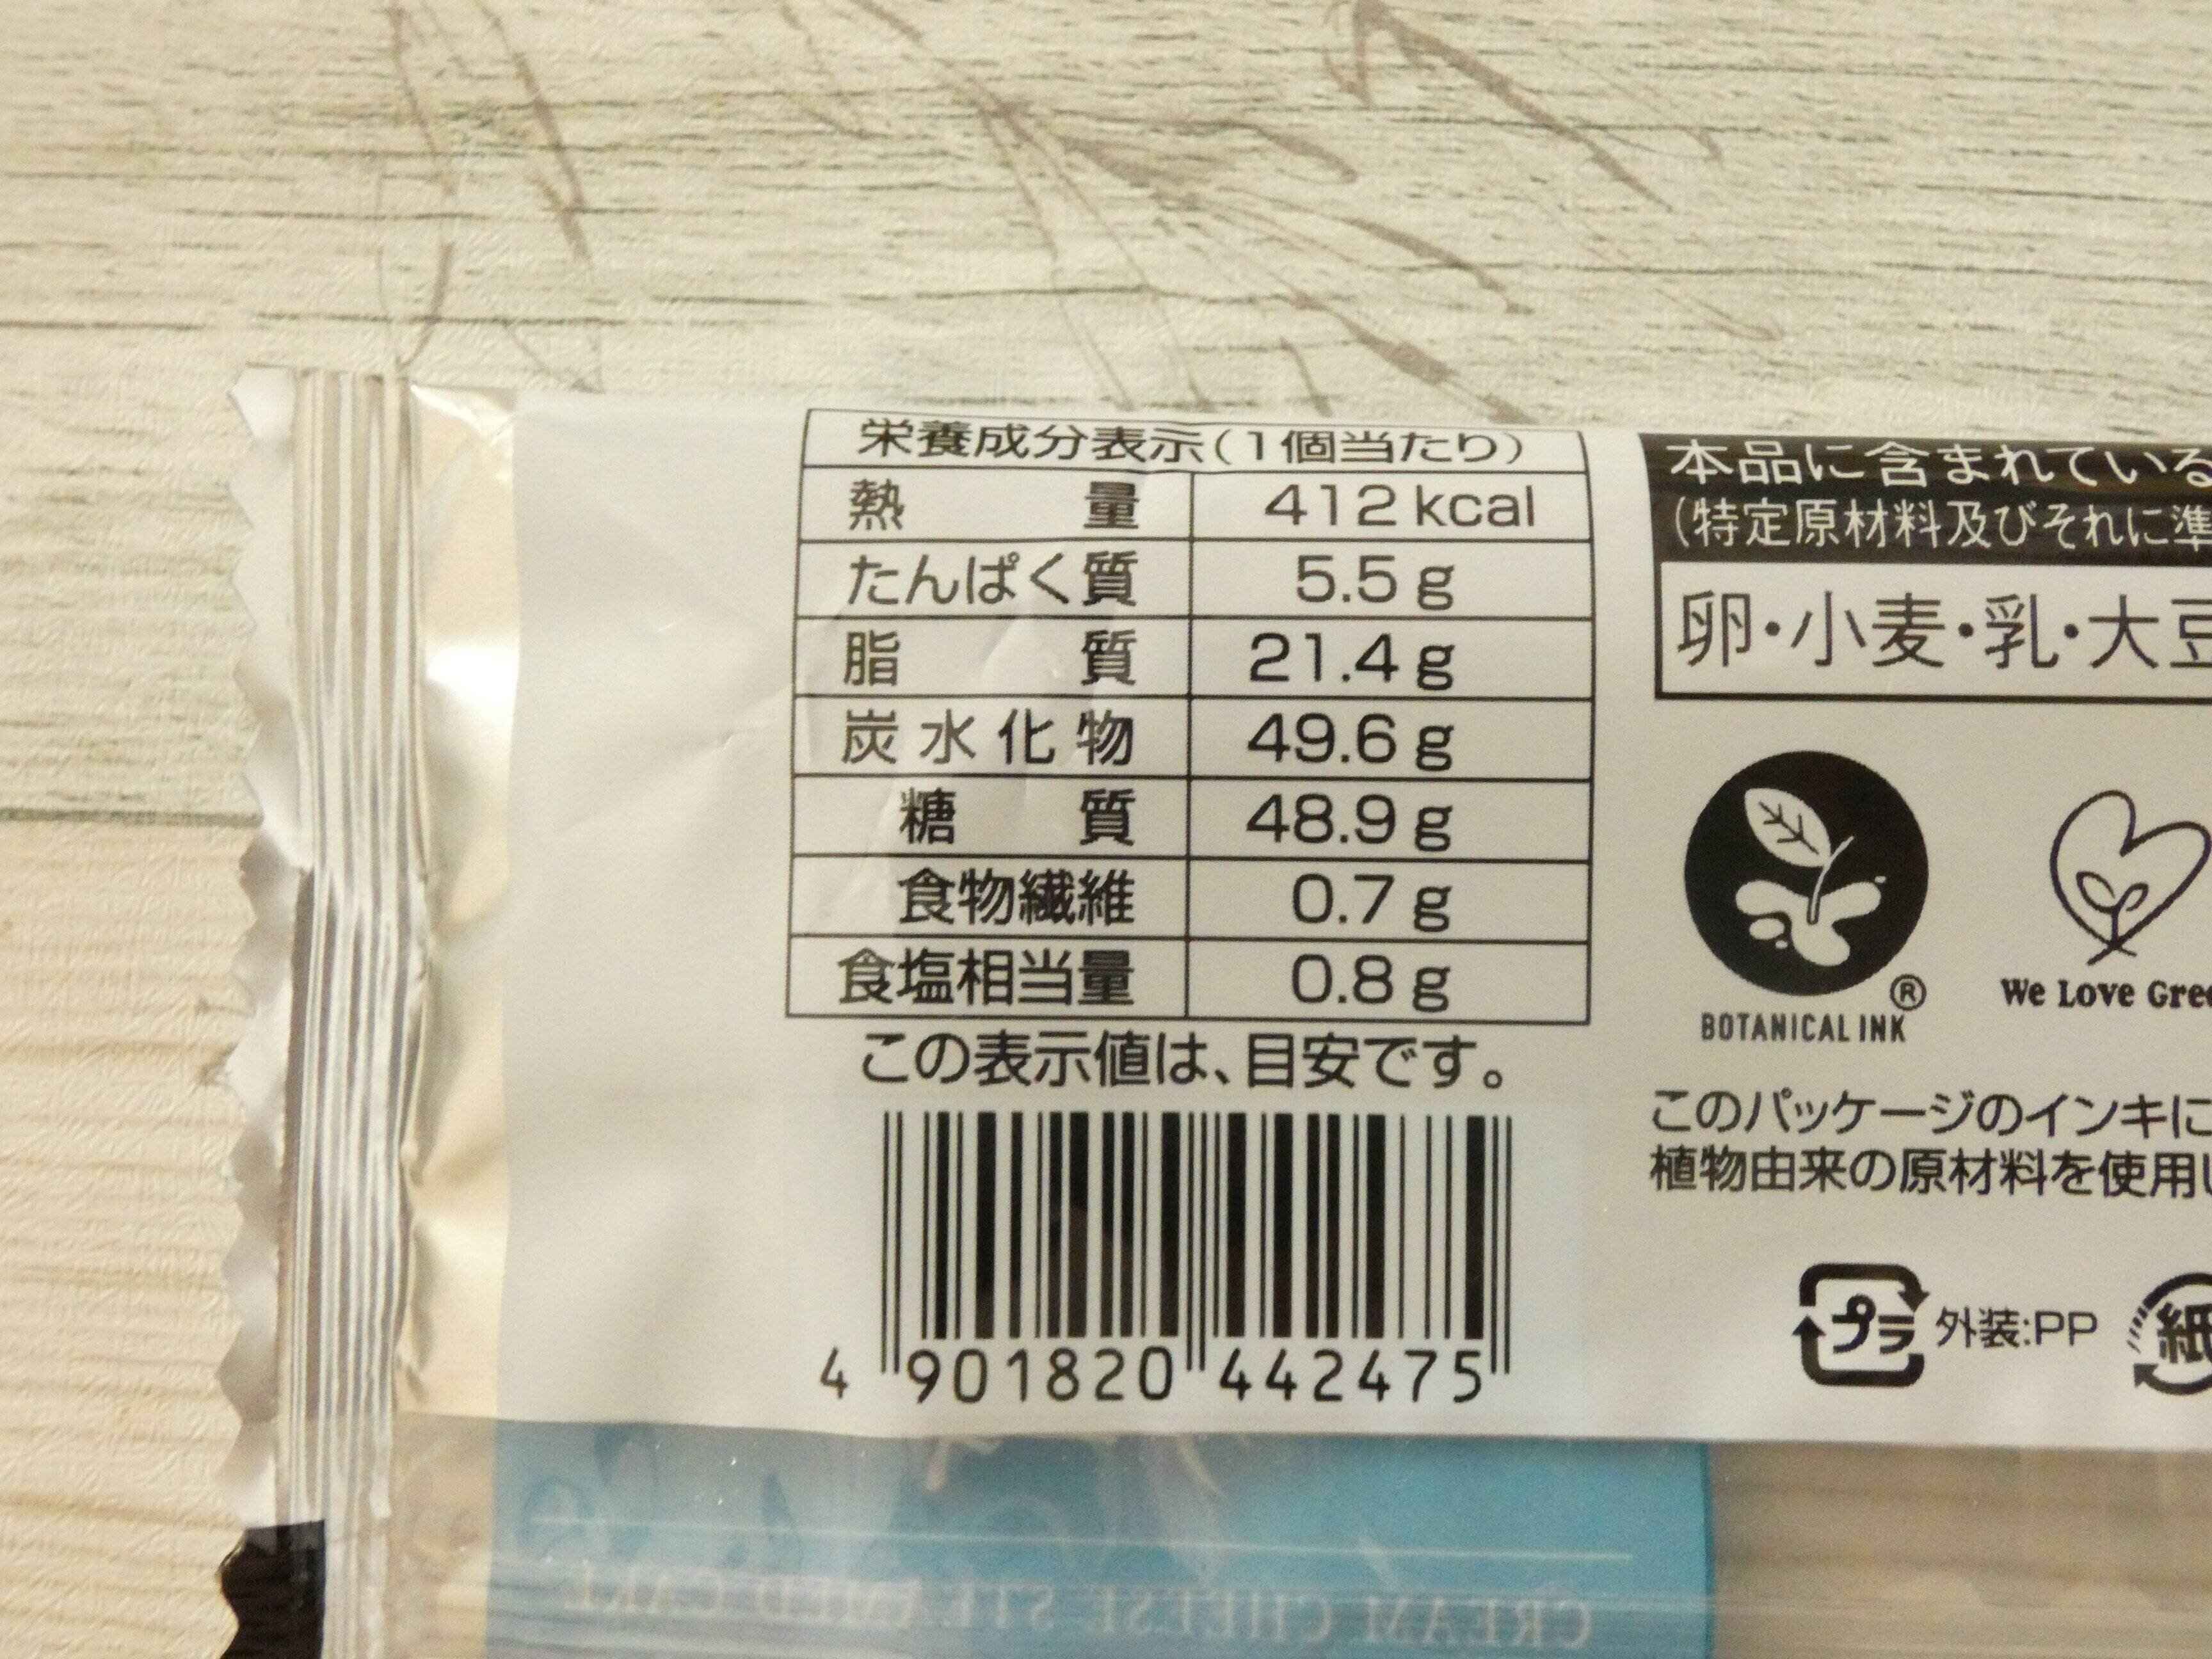 栄養成分表示(1個当たり)
熱量 412 kcal
たんぱく質 5.5 g
脂質 21.4 g
炭水化物 49.6 g
糖質 48.9 g
食物繊維 0.7 g
食塩相当量 0.8 g
この表示値は、目安です。
4 901820 442475
本品に含まれている
(特定原材料及びそれに準
卵・小麦・乳・大豆
®
BOTANICAL INK
We Love Gree
このパッケージのインキに
植物由来の原材料を使用し
プラ 外装:PP 紙
CREAM CHEESE STEAMED CAKE